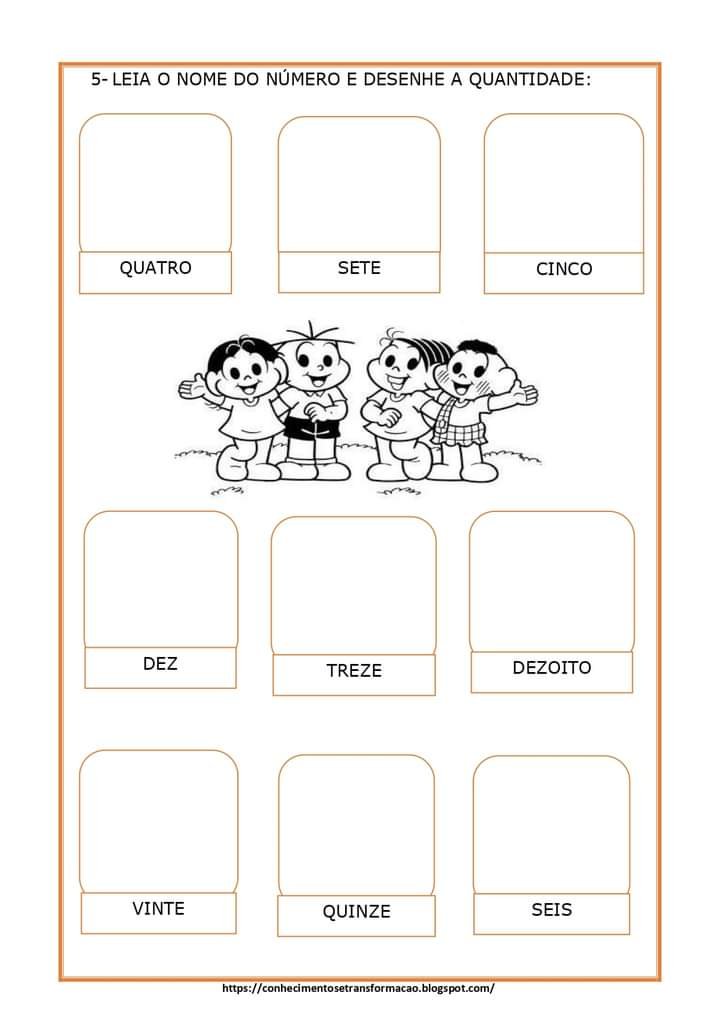 5- LEIA O NOME DO NÚMERO E DESENHE A QUANTIDADE:
QUATRO
SETE
CINCO
DEZ
TREZE
DEZOITO
VINTE
QUINZE
SEIS
https://conhecimentosetransformacao.blogspot.com/